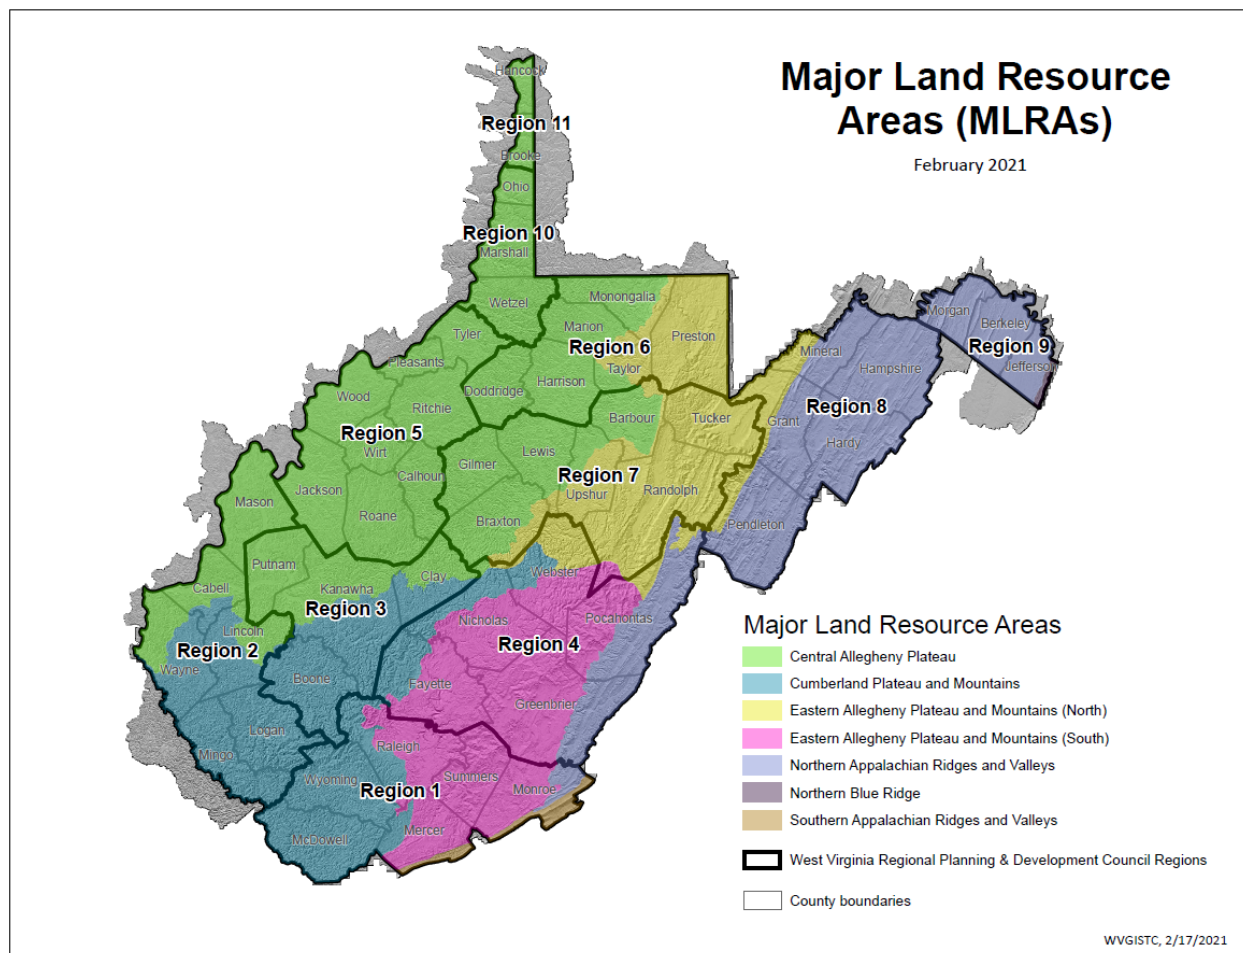 Major Land Resource
Areas (MLRAs)
February 2021
Hancock
Region 11
Brooke
Ohio
Region 10
Marshall
Wetzel
Monongalia
Marion
Preston
Region 6
Taylor
Tyler
Pleasants
Doddridge
Harrison
Wood
Ritchie
Region 5
Wirt
Calhoun
Jackson
Roane
Mason
Barbour
Tucker
Lewis
Gilmer
Region 7
Upshur
Randolph
Braxton
Mineral
Hampshire
Grant
Region 8
Hardy
Pendleton
Morgan
Berkeley
Region 9
Jefferson
Putnam
Cabell
Kanawha
Clay
Region 3
Lincoln
Region 2
Wayne
Boone
Logan
Mingo
Webster
Nicholas
Pocahontas
Region 4
Fayette
Greenbrier
Raleigh
Wyoming
Summers
Region 1
Monroe
Mercer
McDowell
Major Land Resource Areas
Central Allegheny Plateau
Cumberland Plateau and Mountains
Eastern Allegheny Plateau and Mountains (North)
Eastern Allegheny Plateau and Mountains (South)
Northern Appalachian Ridges and Valleys
Northern Blue Ridge
Southern Appalachian Ridges and Valleys
West Virginia Regional Planning & Development Council Regions
County boundaries
WVGISTC, 2/17/2021